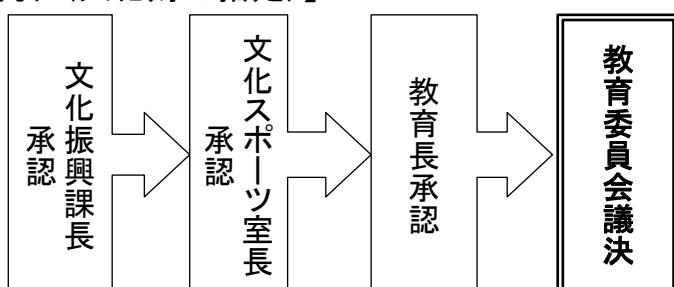 文化振興課長
承認
文化スポーツ室長
承認
教育長承認
教育委員会議決